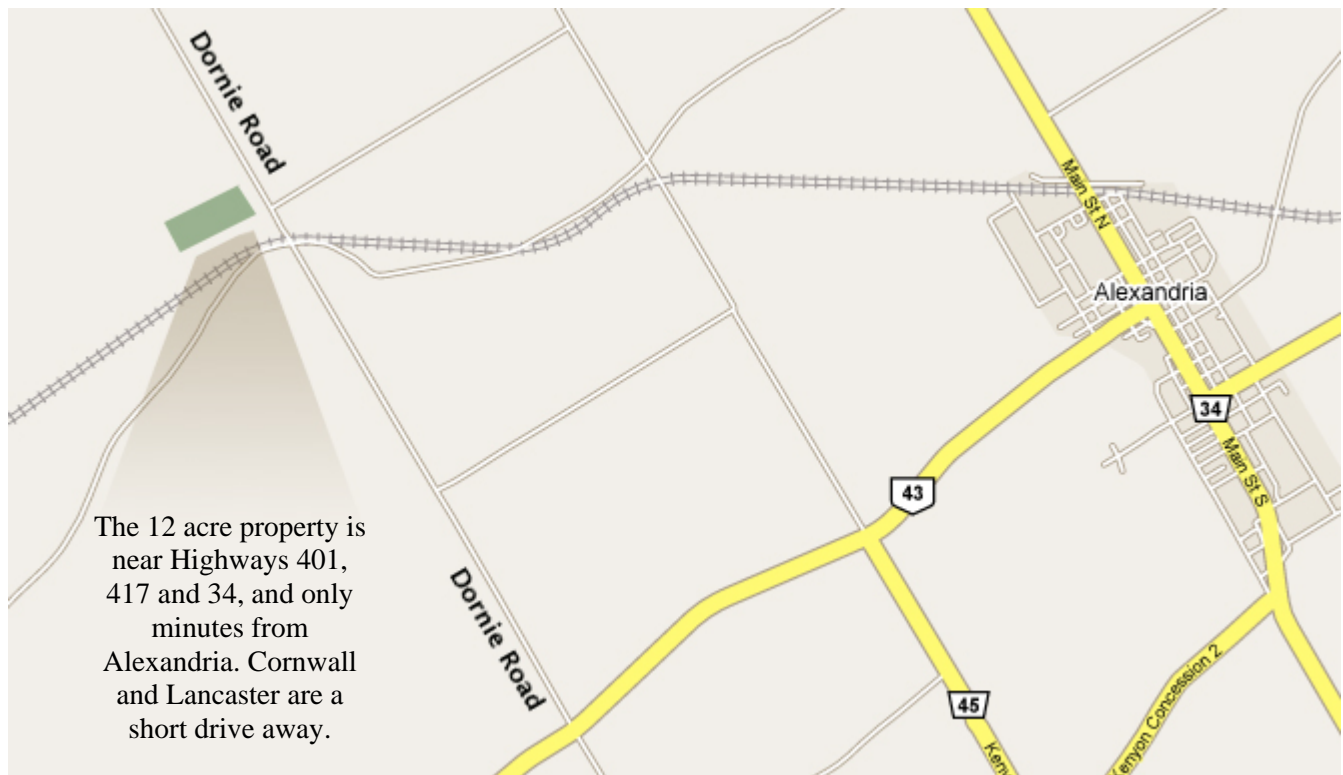 Dornie Road
Main St N
Alexandria
34
Main St S
43
The 12 acre property is
near Highways 401,
417 and 34, and only
minutes from
Alexandria. Cornwall
and Lancaster are a
short drive away.
Dornie Road
45
Kenyon Concession 2